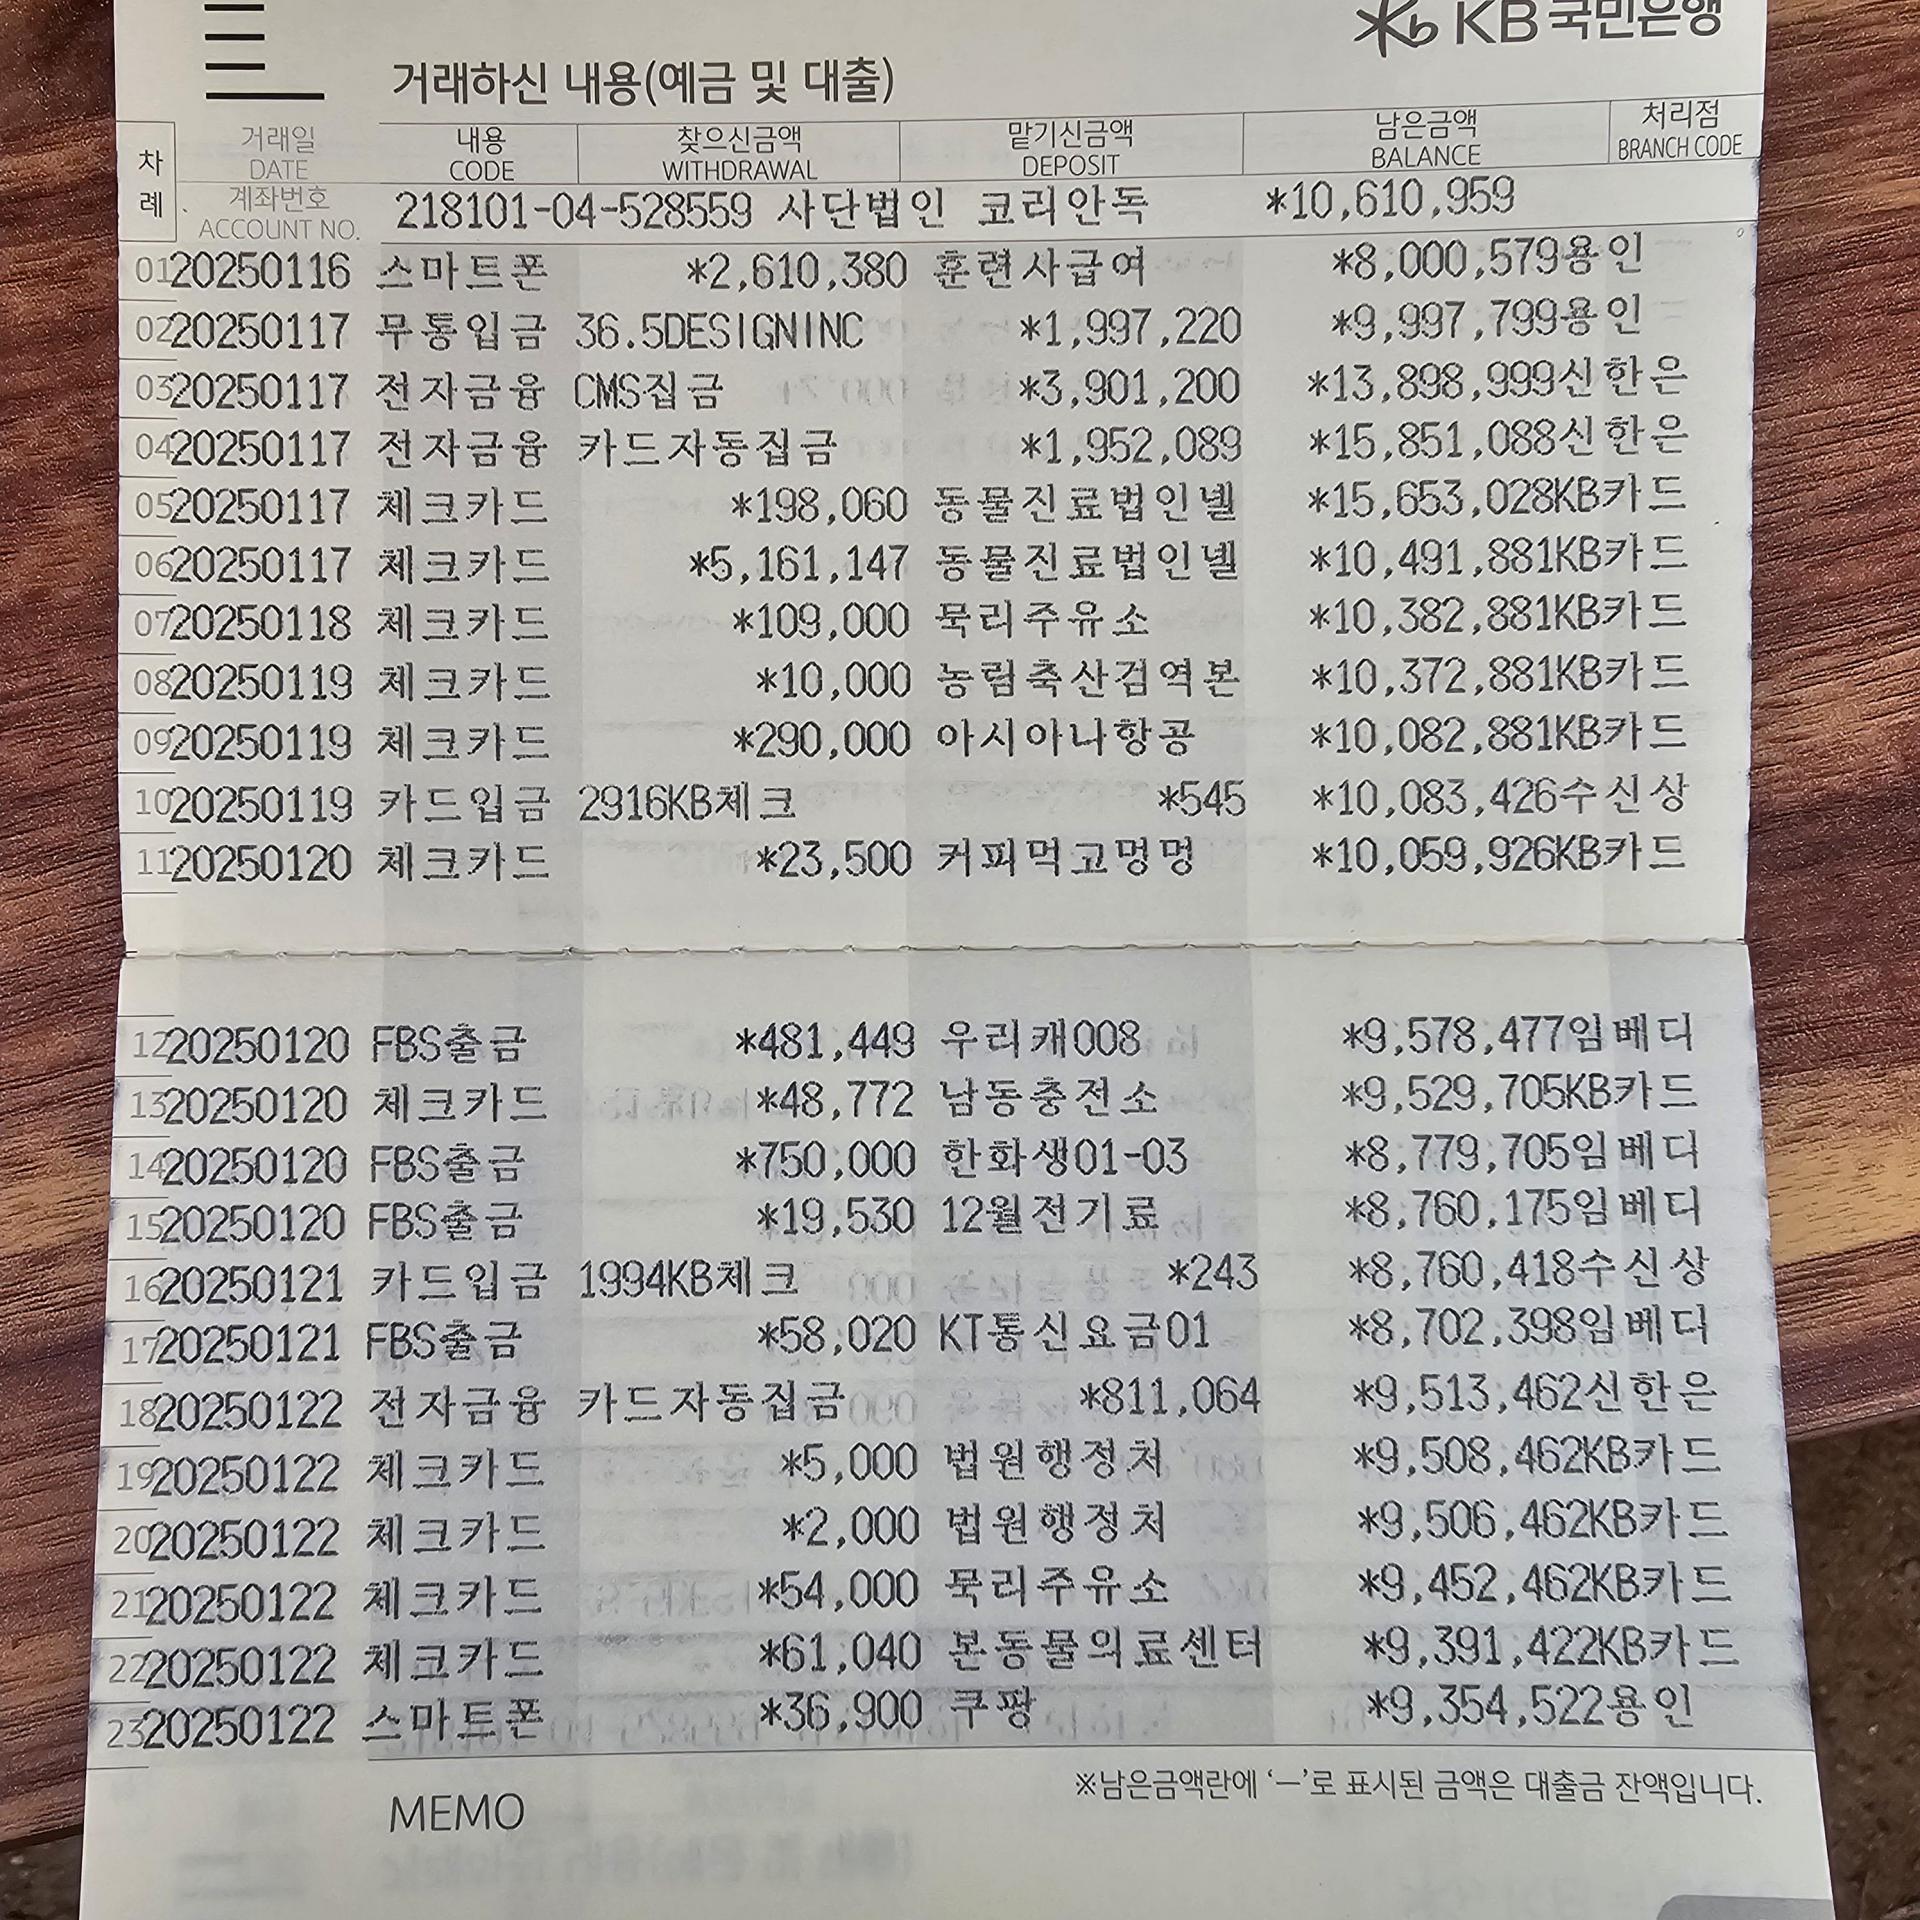 KB 국민은행
거래하신 내용(예금 및 대출)
차례 거래일 DATE 내용 CODE 찾으신금액 WITHDRAWAL 맡기신금액 DEPOSIT 남은금액 BALANCE 처리점 BRANCH CODE
계좌번호 ACCOUNT NO. 218101-04-528559 사단법인 코리안독 *10,610,959
01 20250116 스마트폰 *2,610,380 훈련사급여 *8,000,579용인
02 20250117 무통입금 36.5DESIGNINC *1,997,220 *9,997,799용인
03 20250117 전자금융 CMS집금 *3,901,200 *13,898,999신한은
04 20250117 전자금융 카드자동집금 *1,952,089 *15,851,088신한은
05 20250117 체크카드 *198,060 동물진료법인넬 *15,653,028KB카드
06 20250117 체크카드 *5,161,147 동물진료법인넬 *10,491,881KB카드
07 20250118 체크카드 *109,000 묵리주유소 *10,382,881KB카드
08 20250119 체크카드 *10,000 농림축산검역본 *10,372,881KB카드
09 20250119 체크카드 *290,000 아시아나항공 *10,082,881KB카드
10 20250119 카드입금 2916KB체크 *545 *10,083,426수신상
11 20250120 체크카드 *23,500 커피먹고멍멍 *10,059,926KB카드
12 20250120 FBS출금 *481,449 우리캐008 *9,578,477임베디
13 20250120 체크카드 *48,772 남동충전소 *9,529,705KB카드
14 20250120 FBS출금 *750,000 한화생01-03 *8,779,705임베디
15 20250120 FBS출금 *19,530 12월전기료 *8,760,175임베디
16 20250121 카드입금 1994KB체크 *243 *8,760,418수신상
17 20250121 FBS출금 *58,020 KT통신요금01 *8,702,398임베디
18 20250122 전자금융 카드자동집금 *811,064 *9,513,462신한은
19 20250122 체크카드 *5,000 법원행정처 *9,508,462KB카드
20 20250122 체크카드 *2,000 법원행정처 *9,506,462KB카드
21 20250122 체크카드 *54,000 묵리주유소 *9,452,462KB카드
22 20250122 체크카드 *61,040 본동물의료센터 *9,391,422KB카드
23 20250122 스마트폰 *36,900 쿠팡 *9,354,522용인
※남은금액란에 ‘—’로 표시된 금액은 대출금 잔액입니다.
MEMO